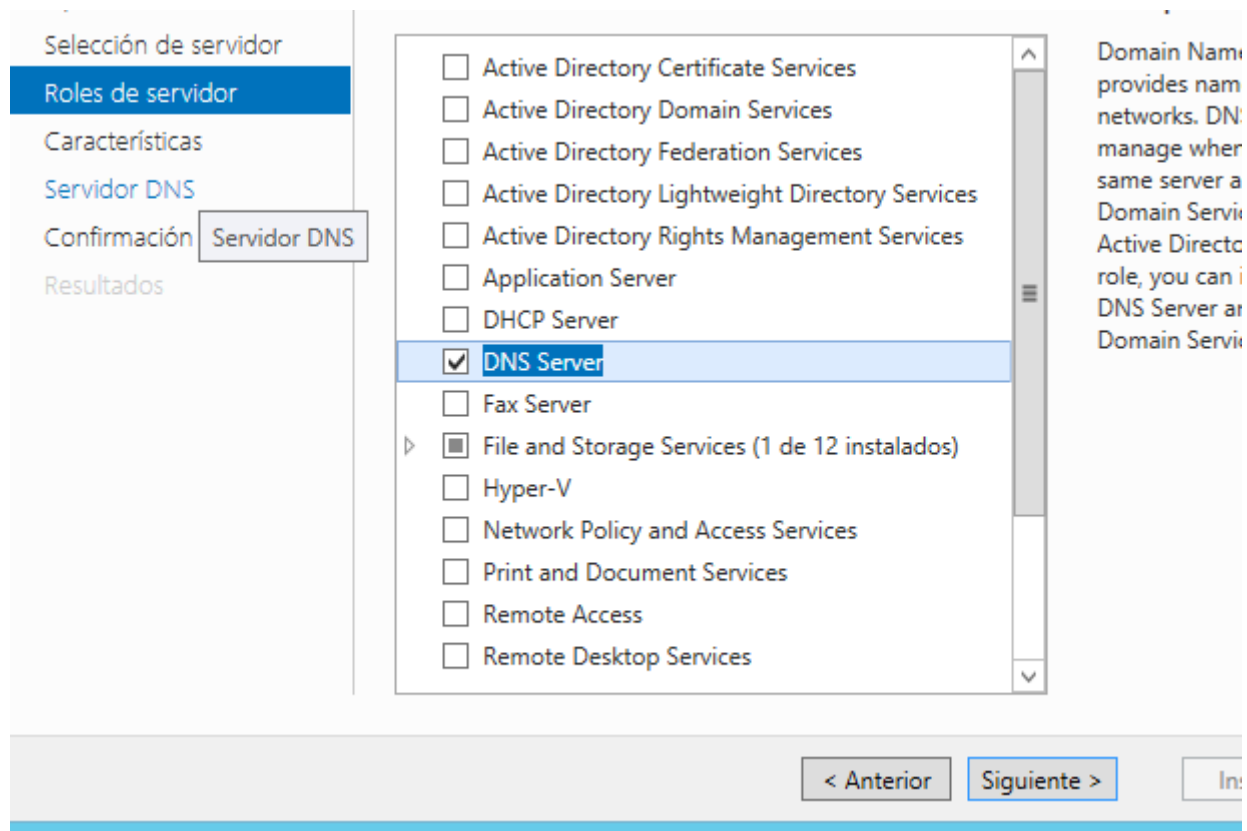 Selección de servidor
Roles de servidor
Características
Servidor DNS
Confirmación
Servidor DNS
Resultados
Active Directory Certificate Services
Active Directory Domain Services
Active Directory Federation Services
Active Directory Lightweight Directory Services
Active Directory Rights Management Services
Application Server
DHCP Server
DNS Server
Fax Server
File and Storage Services (1 de 12 instalados)
Hyper-V
Network Policy and Access Services
Print and Document Services
Remote Access
Remote Desktop Services
Domain Name
provides nam
networks. DNS
manage when
same server a
Domain Servic
Active Directo
role, you can i
DNS Server an
Domain Servic
< Anterior
Siguiente >
Ins